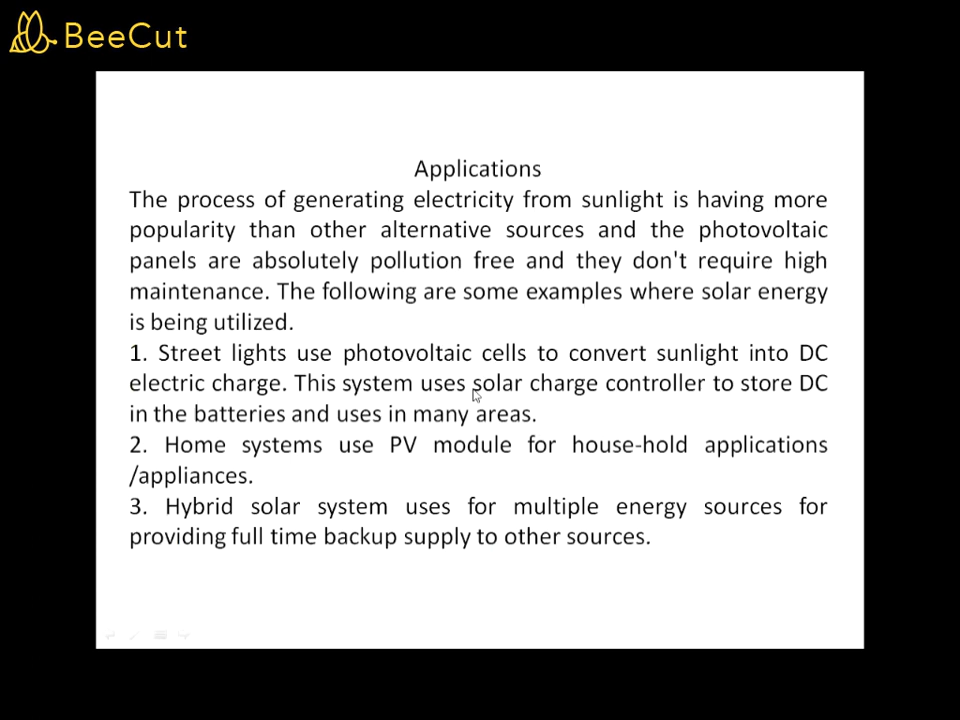 BeeCut
Applications
The process of generating electricity from sunlight is having more
popularity than other alternative sources and the photovoltaic
panels are absolutely pollution free and they don't require high
maintenance. The following are some examples where solar energy
is being utilized.
1. Street lights use photovoltaic cells to convert sunlight into DC
electric charge. This system uses solar charge controller to store DC
in the batteries and uses in many areas.
2. Home systems use PV module for house-hold applications
/appliances.
3. Hybrid solar system uses for multiple energy sources for
providing full time backup supply to other sources.